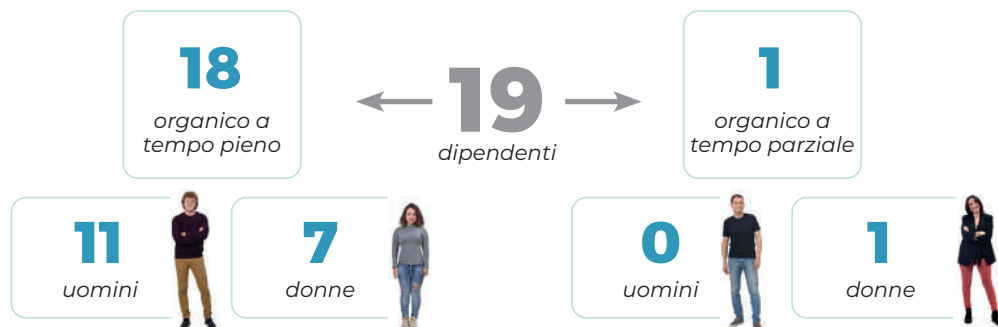 18
organico a
tempo pieno
19
dipendenti
1
organico a
tempo parziale
11
uomini
7
donne
0
uomini
1
donne